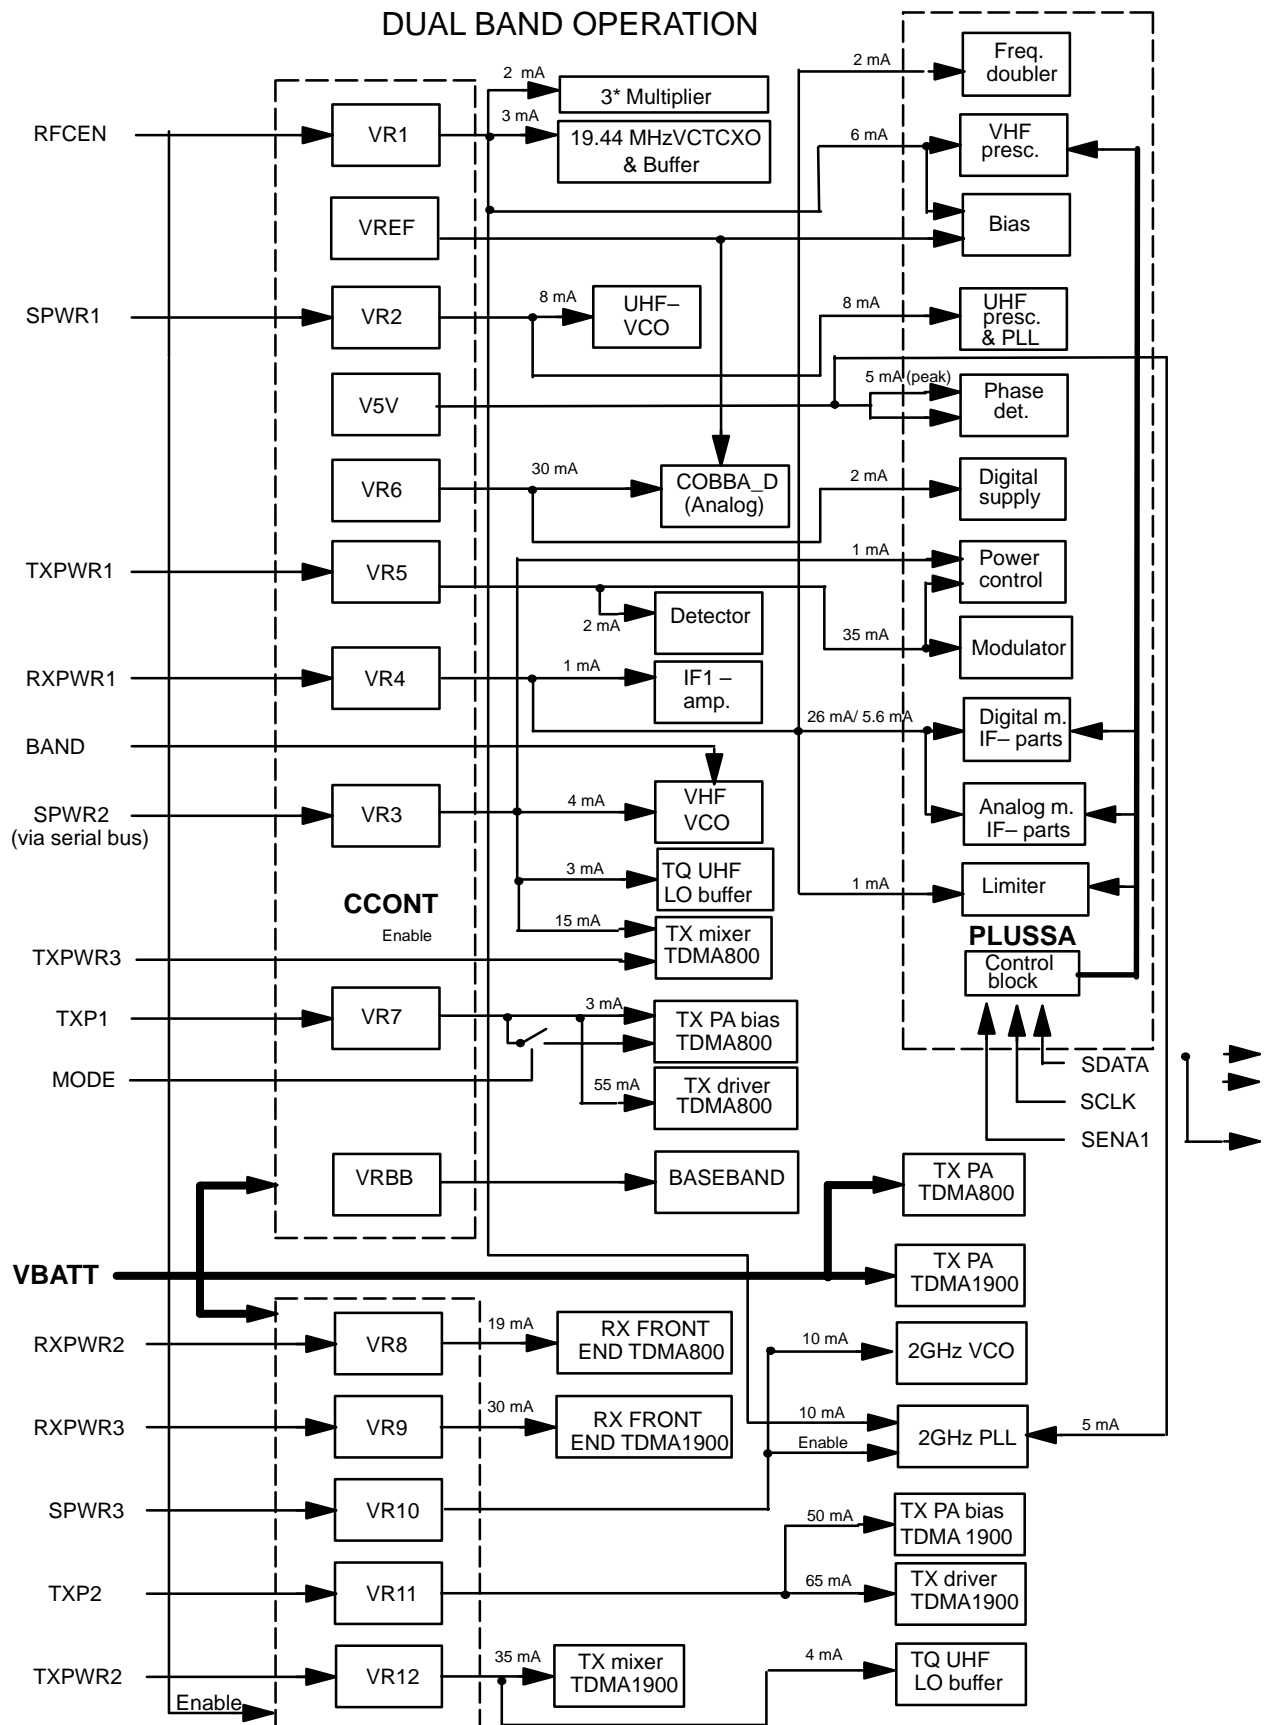 DUAL BAND OPERATION
2 mA
3* Multiplier
2 mA
Freq.
doubler
RFCEN
VR1
3 mA
19.44 MHzVCTCXO
& Buffer
6 mA
VHF
presc.
VREF
Bias
SPWR1
VR2
8 mA
UHF–
VCO
8 mA
UHF
presc.
& PLL
V5V
5 mA (peak)
Phase
det.
VR6
30 mA
COBBA_D
(Analog)
2 mA
Digital
supply
TXPWR1
VR5
1 mA
Power
control
2 mA
Detector
35 mA
Modulator
RXPWR1
VR4
1 mA
IF1 –
amp.
26 mA/ 5.6 mA
Digital m.
IF– parts
BAND
SPWR2
(via serial bus)
VR3
4 mA
VHF
VCO
Analog m.
IF– parts
3 mA
TQ UHF
LO buffer
1 mA
Limiter
CCONT
Enable
15 mA
TX mixer
TDMA800
PLUSSA
Control
block
TXPWR3
TXP1
VR7
3 mA
TX PA bias
TDMA800
MODE
55 mA
TX driver
TDMA800
SDATA
SCLK
SENA1
VRBB
BASEBAND
TX PA
TDMA800
VBATT
TX PA
TDMA1900
RXPWR2
VR8
19 mA
RX FRONT
END TDMA800
10 mA
2GHz VCO
RXPWR3
VR9
30 mA
RX FRONT
END TDMA1900
10 mA
Enable
2GHz PLL
5 mA
SPWR3
VR10
50 mA
TX PA bias
TDMA 1900
TXP2
VR11
65 mA
TX driver
TDMA1900
TXPWR2
VR12
35 mA
TX mixer
TDMA1900
4 mA
TQ UHF
LO buffer
Enable